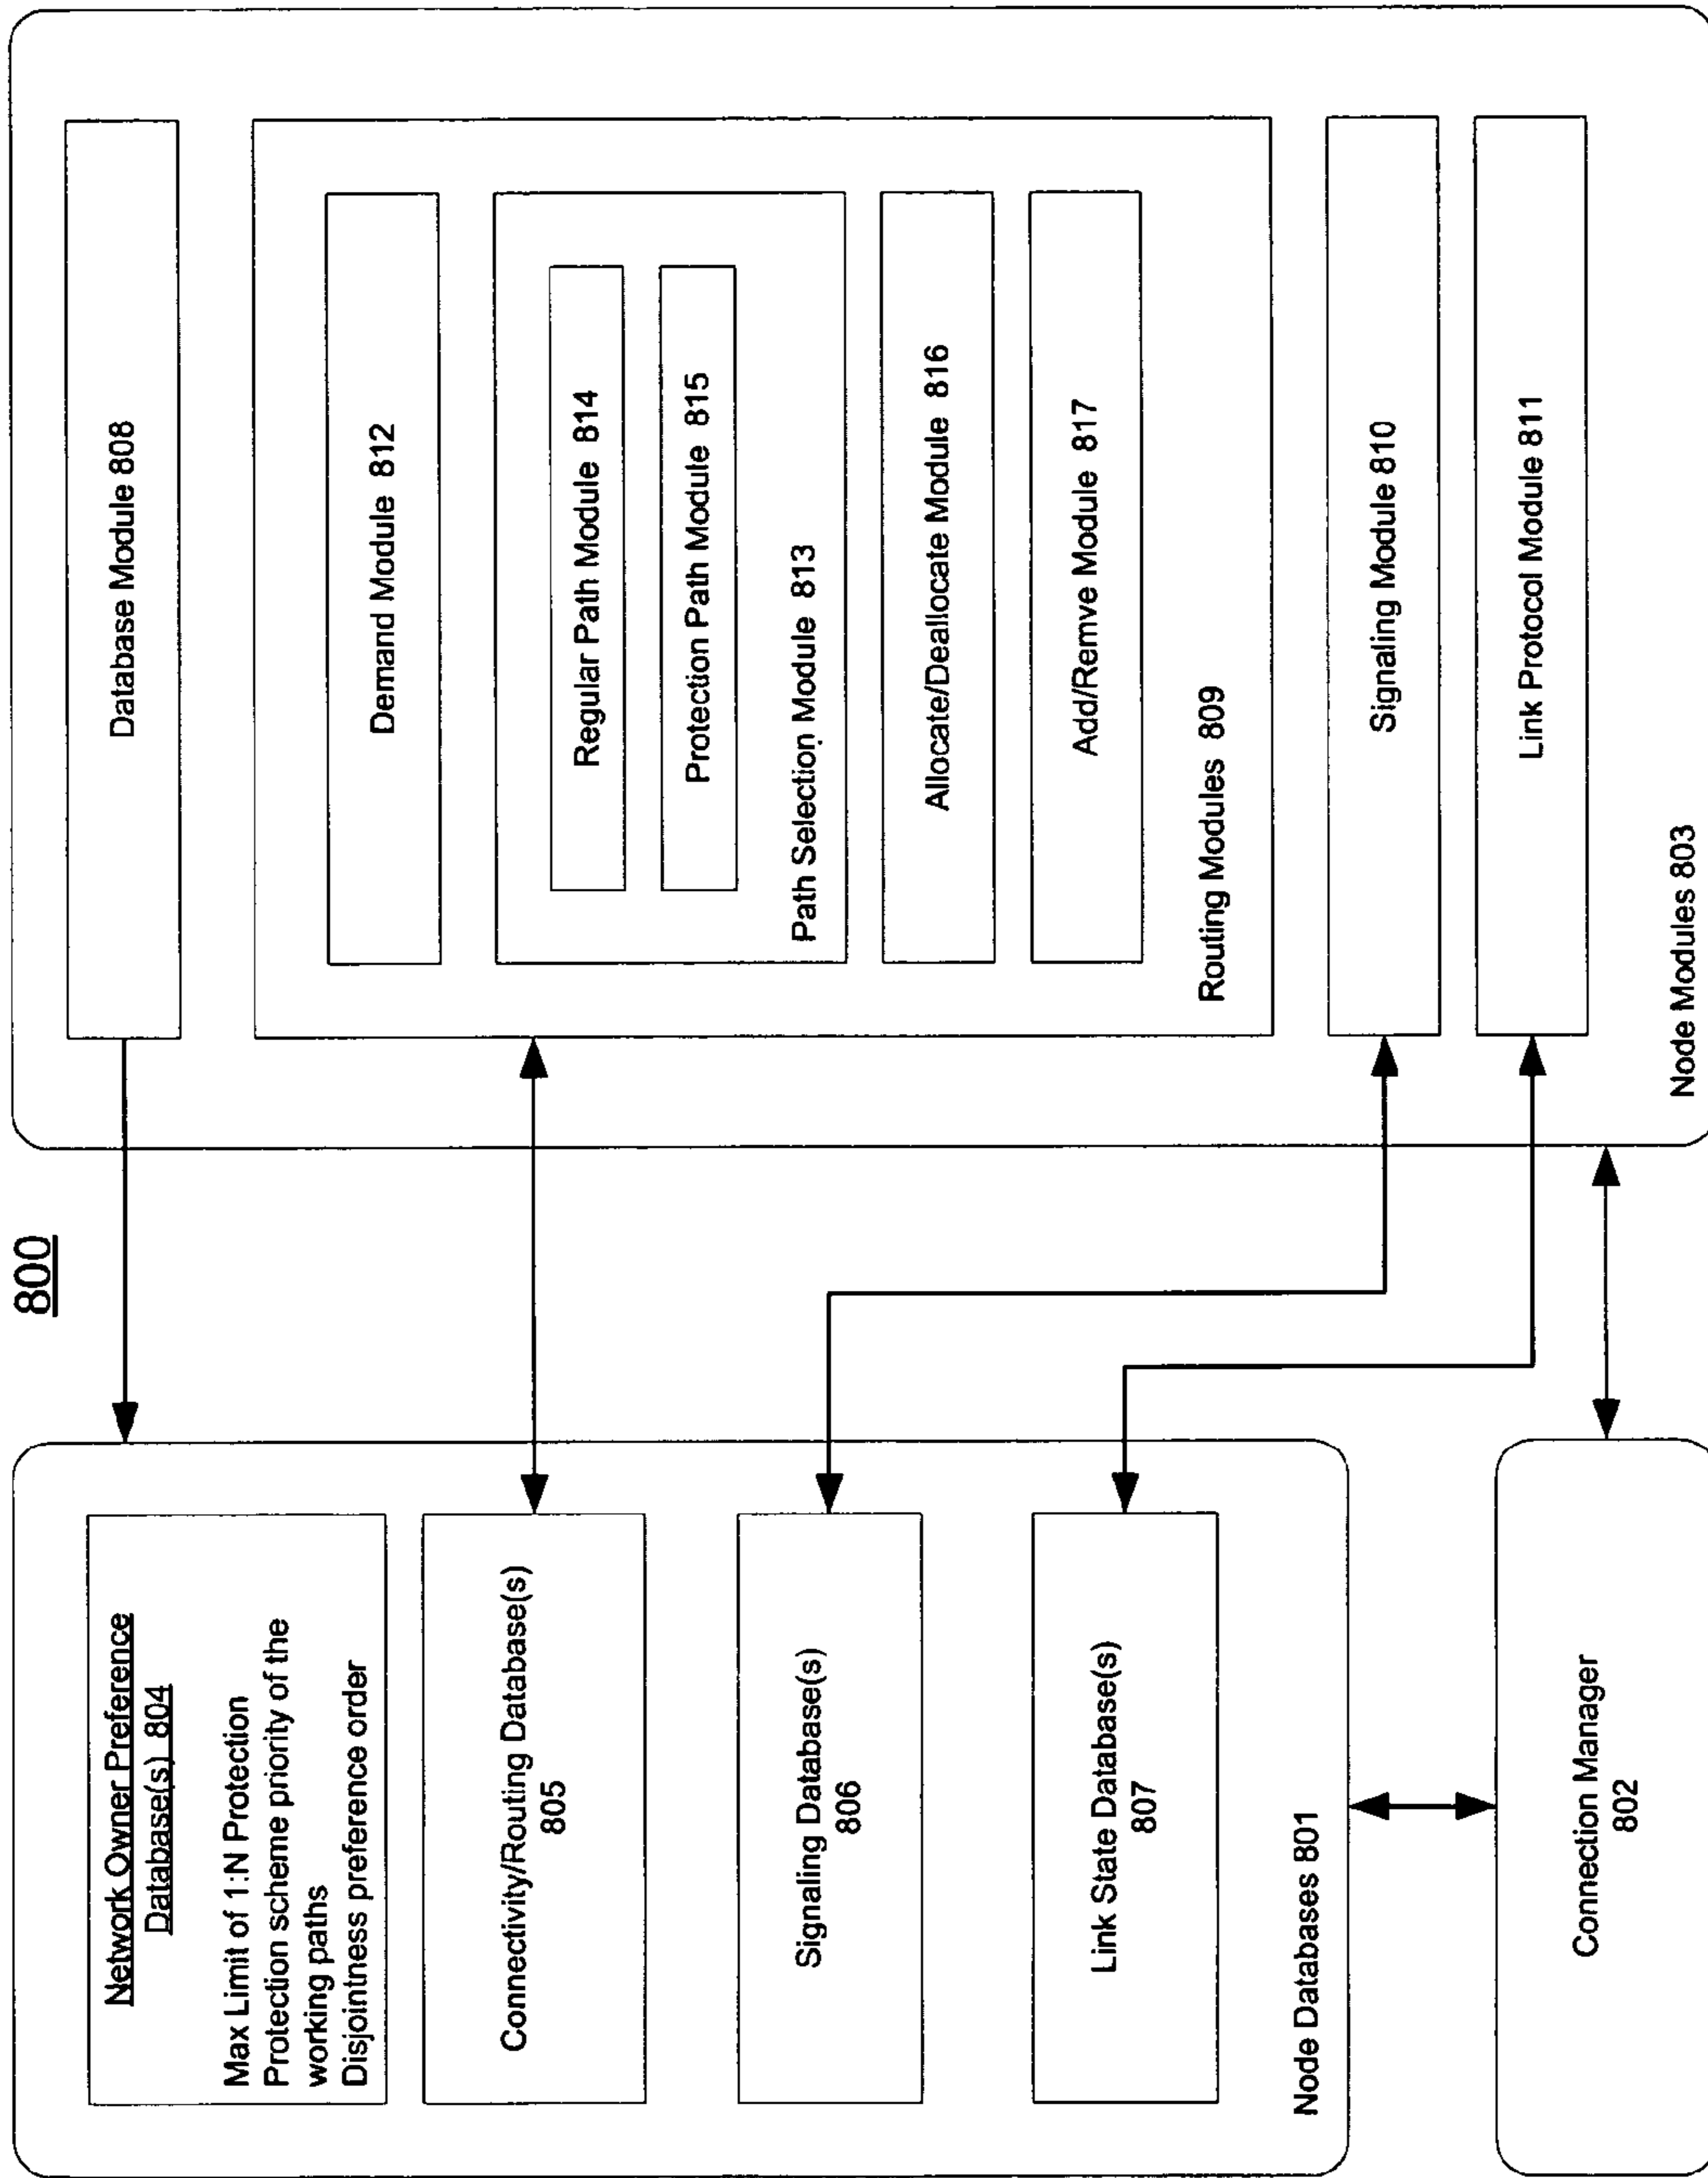 800
Network Owner Preference
Database(s) 804
Max Limit of 1:N Protection
Protection scheme priority of the
working paths
Disjointness preference order
Connectivity/Routing Database(s)
805
Signaling Database(s)
806
Link State Database(s)
807
Node Databases 801
Connection Manager
802
Database Module 808
Demand Module 812
Regular Path Module 814
Protection Path Module 815
Path Selection Module 813
Allocate/Deallocate Module 816
Add/Remve Module 817
Routing Modules 809
Signaling Module 810
Link Protocol Module 811
Node Modules 803